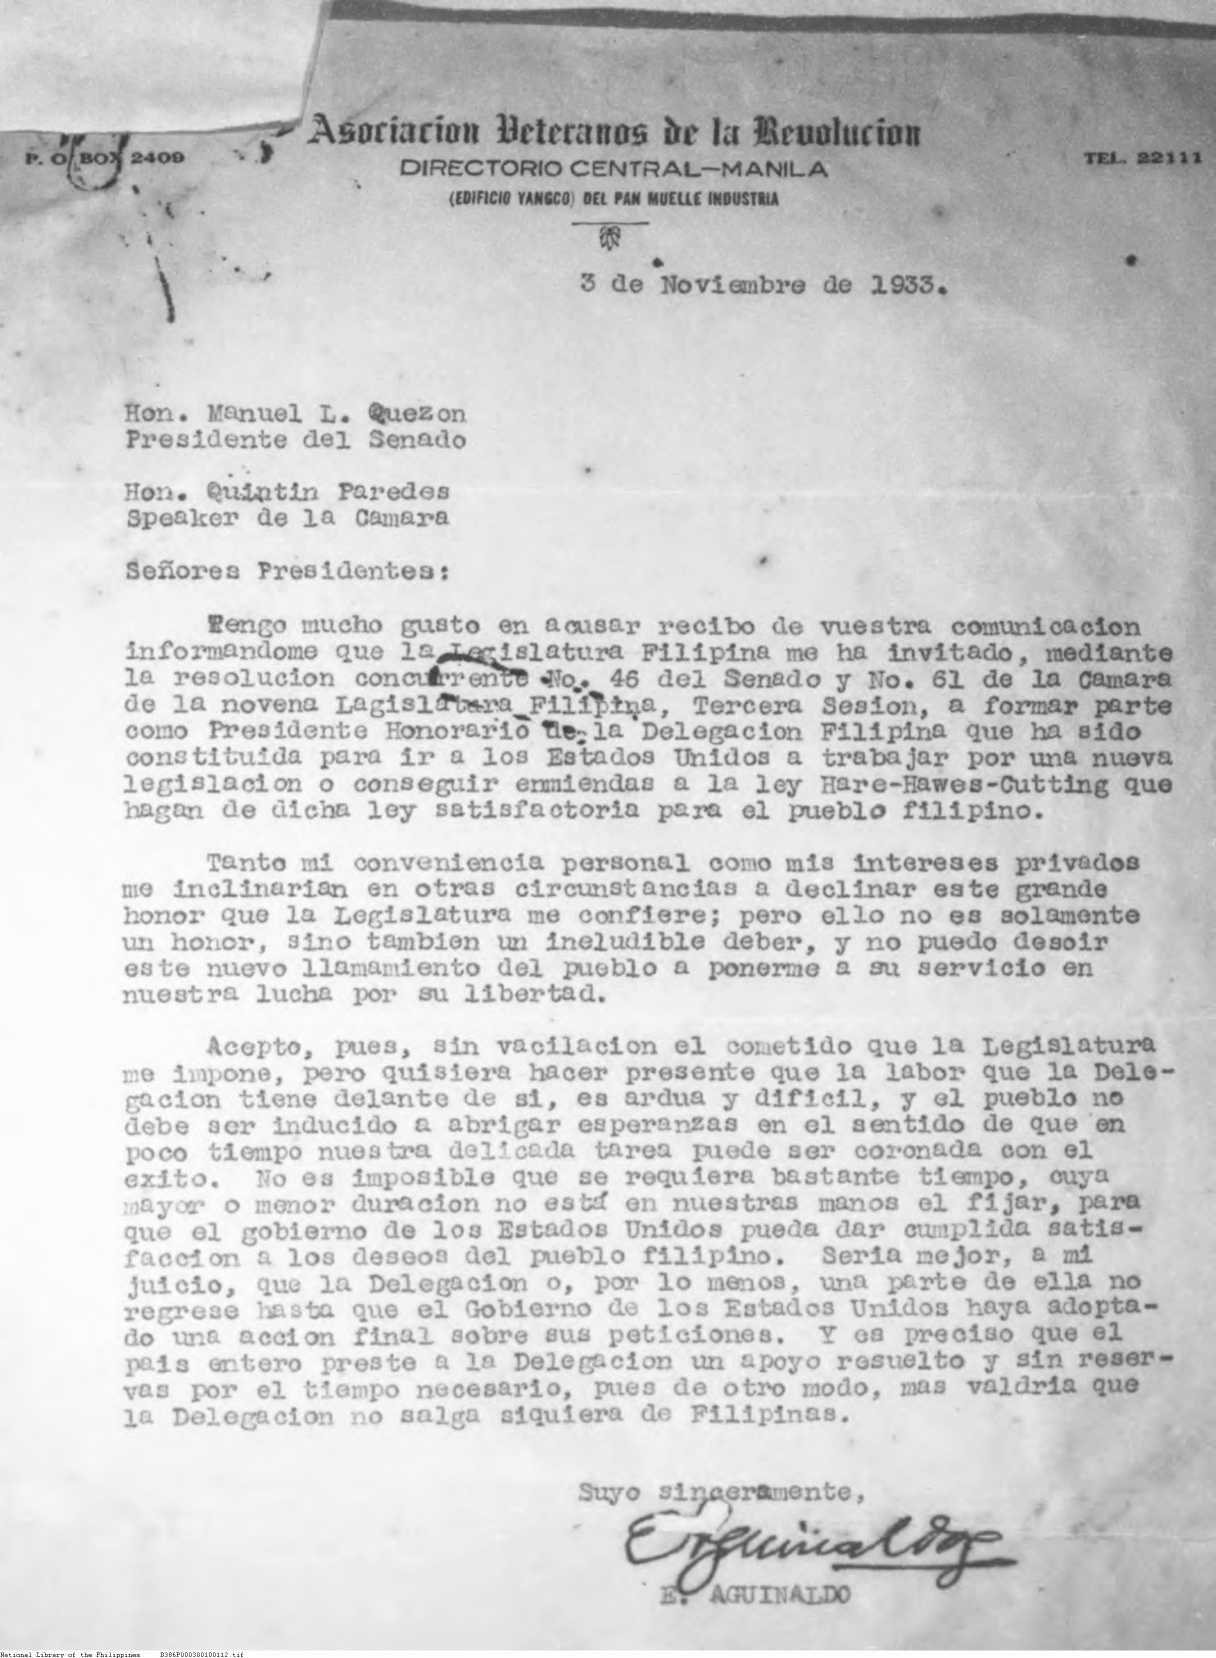 Asociacion Veteranos de la Revolucion
P. O. BOX 2409
TEL. 22111
DIRECTORIO CENTRAL—MANILA
(EDIFICIO YANGCO) DEL PAN MUELLE INDUSTRIA
3 de Noviembre de 1933.
Hon. Manuel L. Quezon
Presidente del Senado
Hon. Quintin Paredes
Speaker de la Camara
Señores Presidentes:
Tengo mucho gusto en acusar recibo de vuestra comunicacion
informandome que la Legislatura Filipina me ha invitado, mediante
la resolucion concurrente No. 46 del Senado y No. 61 de la Camara
de la novena Lagislatura Filipina, Tercera Sesion, a formar parte
como Presidente Honorario de la Delegacion Filipina que ha sido
constituida para ir a los Estados Unidos a trabajar por una nueva
legislacion o conseguir enmiendas a la ley Hare-Hawes-Cutting que
hagan de dicha ley satisfactoria para el pueblo filipino.
Tanto mi conveniencia personal como mis intereses privados
me inclinarian en otras circunstancias a declinar este grande
honor que la Legislatura me confiere; pero ello no es solamente
un honor, sino tambien un ineludible deber, y no puedo desoir
este nuevo llamamiento del pueblo a ponerme a su servicio en
nuestra lucha por su libertad.
Acepto, pues, sin vacilacion el cometido que la Legislatura
me impone, pero quisiera hacer presente que la labor que la Dele-
gacion tiene delante de si, es ardua y dificil, y el pueblo no
debe ser inducido a abrigar esperanzas en el sentido de que en
poco tiempo nuestra delicada tarea puede ser coronada con el
exito. No es imposible que se requiera bastante tiempo, cuya
mayor o menor duracion no está en nuestras manos el fijar, para
que el gobierno de los Estados Unidos pueda dar cumplida satis-
faccion a los deseos del pueblo filipino. Seria mejor, a mi
juicio, que la Delegacion o, por lo menos, una parte de ella no
regrese hasta que el Gobierno de los Estados Unidos haya adopta-
do una accion final sobre sus peticiones. Y es preciso que el
pais entero preste a la Delegacion un apoyo resuelto y sin reser-
vas por el tiempo necesario, pues de otro modo, mas valdria que
la Delegacion no salga siquiera de Filipinas.
Suyo sinceramente,
EAguinaldo
E. AGUINALDO
National Library of the Philippines B386F000300100112.tif